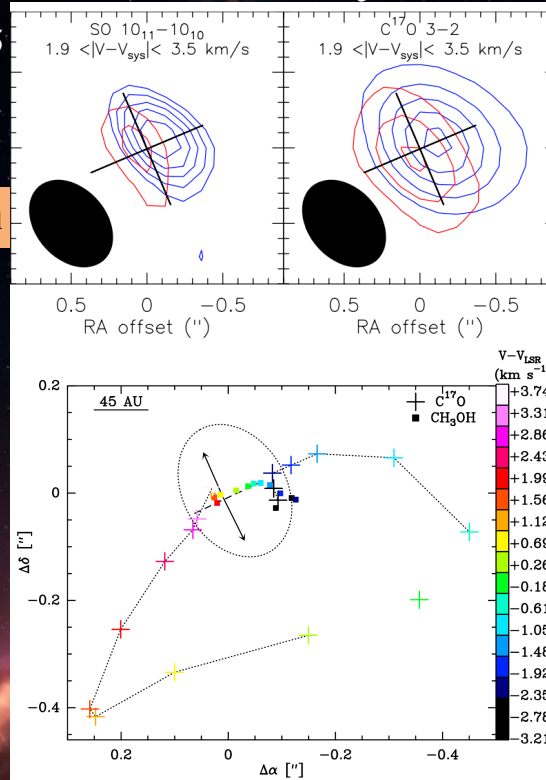 SO 10₁₁−10₁₀
1.9 <|V−Vsys|< 3.5 km/s
C¹⁷O 3−2
1.9 <|V−Vsys|< 3.5 km/s
0.5 0 −0.5
RA offset (")
0.5 0 −0.5
RA offset (")
V−VLSR
(km s⁻¹
45 AU
C¹⁷O
CH₃OH
0.2
0
−0.2
−0.4
Δδ ["]
0.2 0 −0.2 −0.4
Δα ["]
+3.74
+3.31
+2.86
+2.43
+1.99
+1.56
+1.12
+0.69
+0.26
−0.18
−0.61
−1.05
−1.48
−1.92
−2.35
−2.78
−3.21